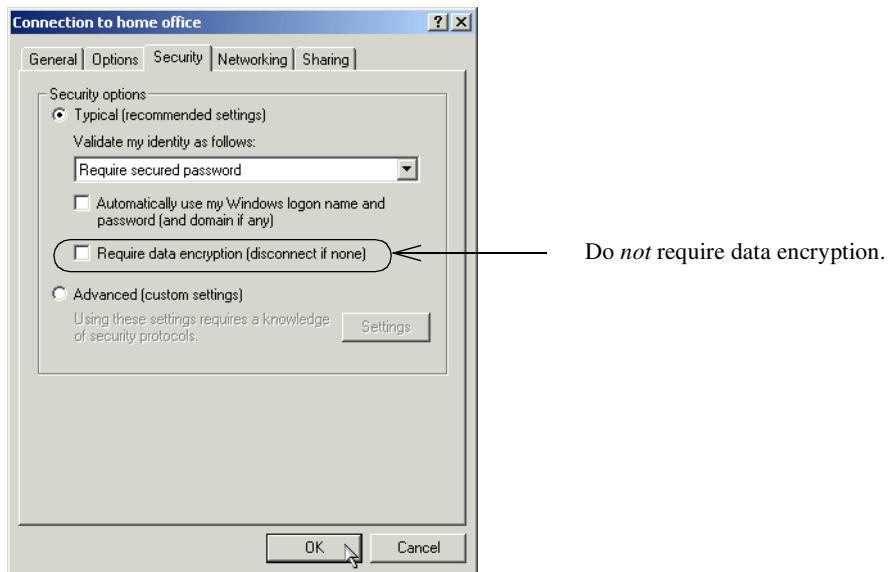 Connection to home office
General Options Security Networking Sharing
Security options
Typical (recommended settings)
Validate my identity as follows:
Require secured password
Automatically use my Windows logon name and
password (and domain if any)
Require data encryption (disconnect if none)
Do not require data encryption.
Advanced (custom settings)
Using these settings requires a knowledge
of security protocols.
Settings
OK Cancel